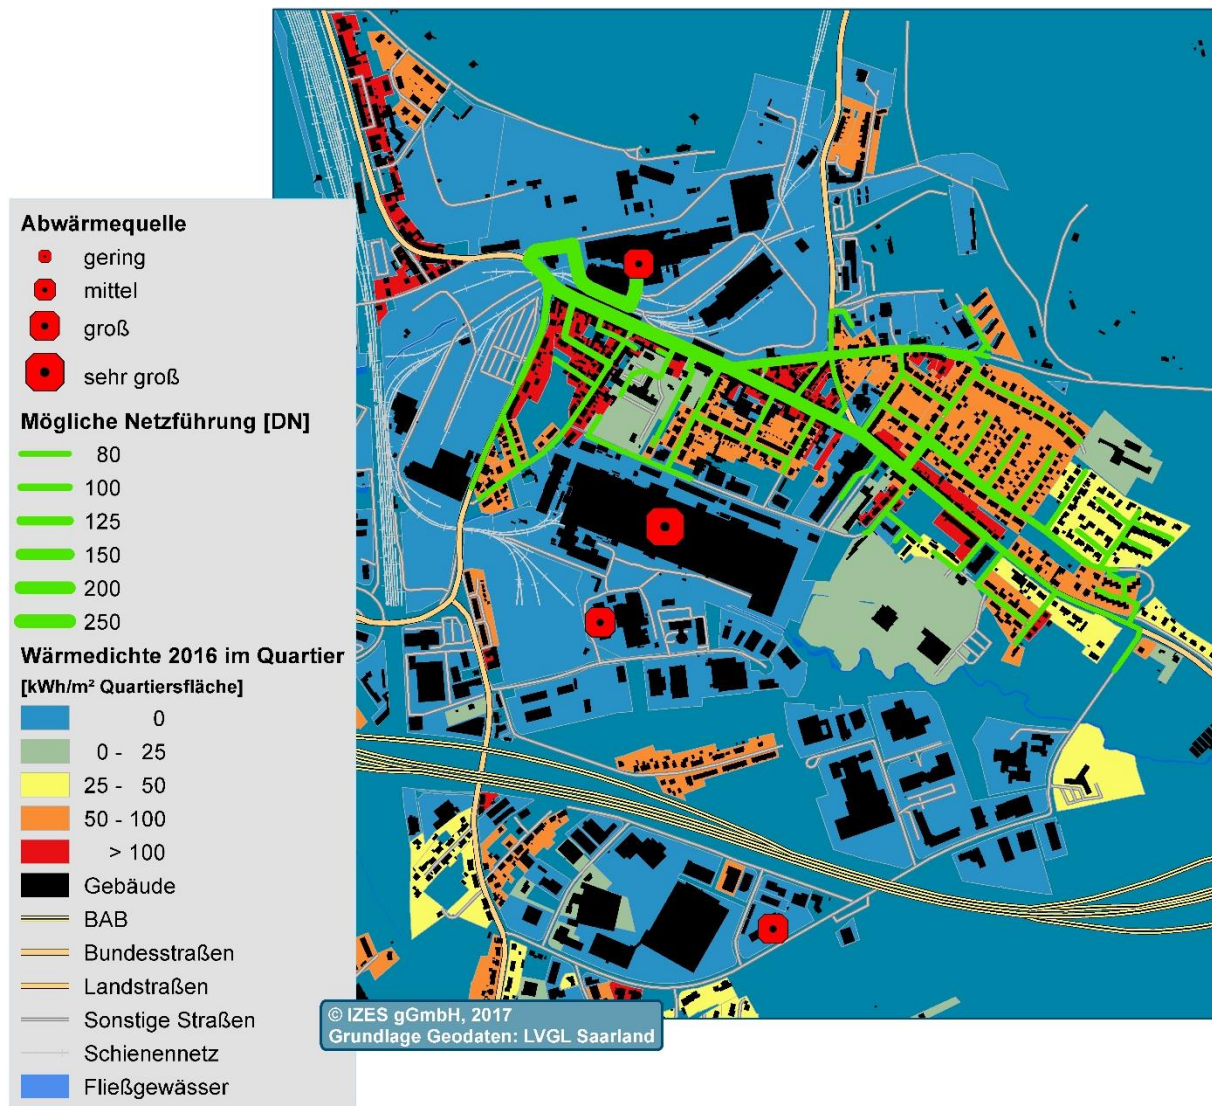 Abwärmequelle
gering
mittel
groß
sehr groß
Mögliche Netzführung [DN]
80
100
125
150
200
250
Wärmedichte 2016 im Quartier
[kWh/m² Quartiersfläche]
0
0 - 25
25 - 50
50 - 100
> 100
Gebäude
BAB
Bundesstraßen
Landstraßen
Sonstige Straßen
Schienennetz
Fließgewässer
© IZES gGmbH, 2017
Grundlage Geodaten: LVGL Saarland